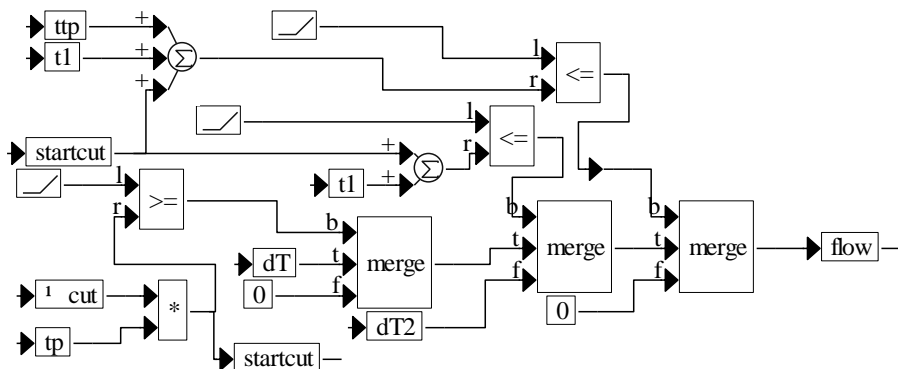 ttp
+
l
t1
+
Σ
<=
+
r
l
<=
+
r
startcut
Σ
l
t1
+
>=
r
b
b
b
merge
merge
dT
t
merge
t
t
flow
0
f
f
f
¹ cut
*
0
dT2
tp
startcut